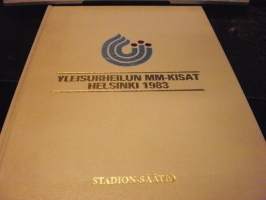 YLEISURHEILUN MM-KISAT
HELSINKI 1983
STADION-SÄÄTIÖ